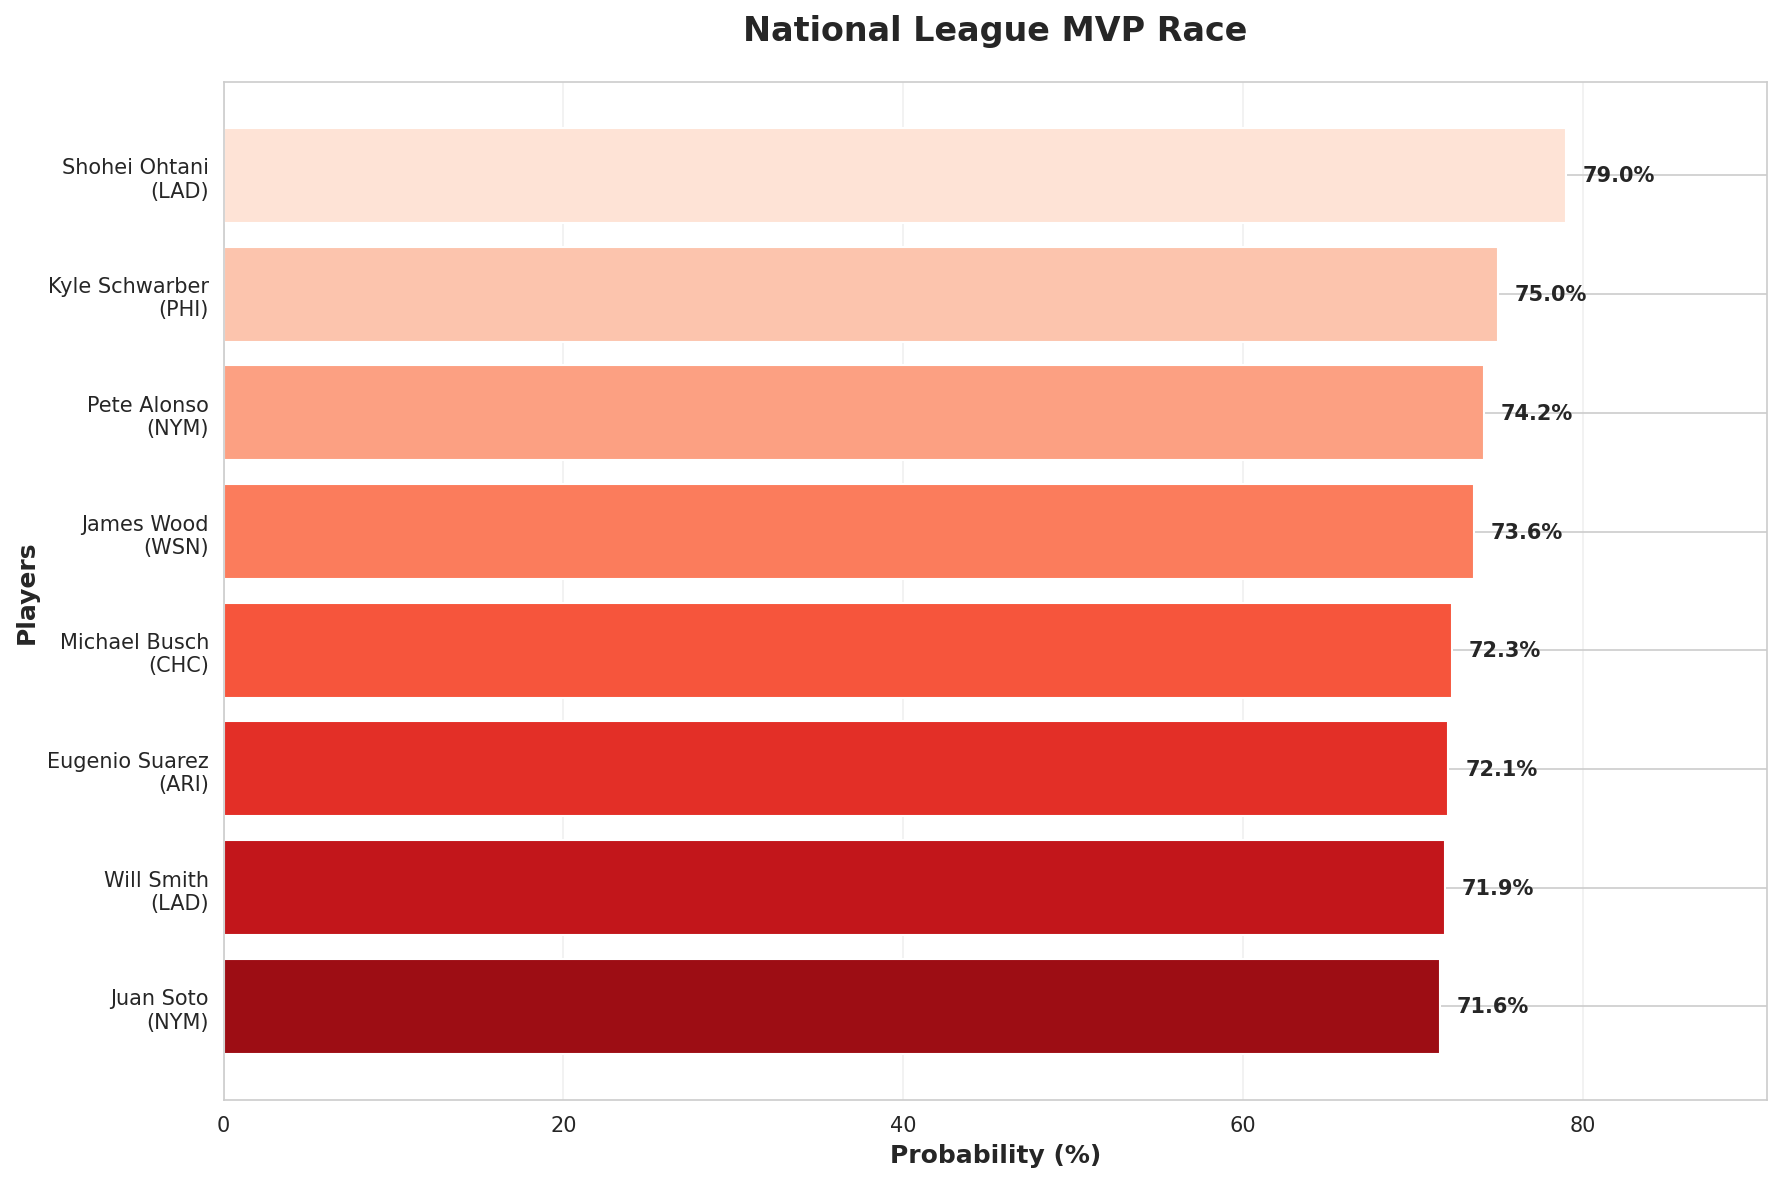 National League MVP Race
Players
Shohei Ohtani
(LAD)
79.0%
Kyle Schwarber
(PHI)
75.0%
Pete Alonso
(NYM)
74.2%
James Wood
(WSN)
73.6%
Michael Busch
(CHC)
72.3%
Eugenio Suarez
(ARI)
72.1%
Will Smith
(LAD)
71.9%
Juan Soto
(NYM)
71.6%
0 20 40 60 80
Probability (%)